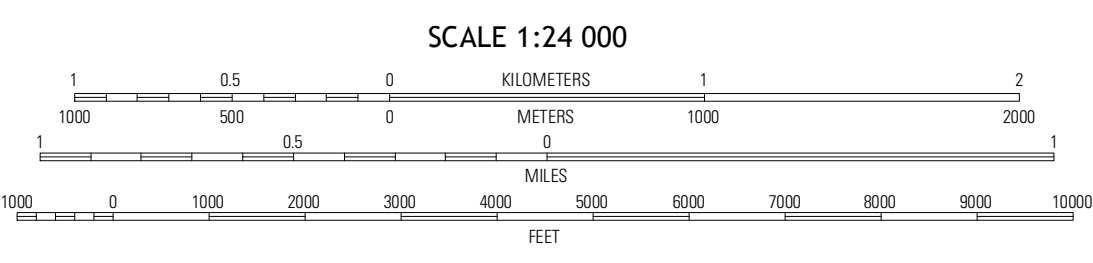 SCALE 1:24 000
1 0.5 0 KILOMETERS 1 2
1000 500 0 METERS 1000 2000
1 0.5 0 1
MILES
1000 0 1000 2000 3000 4000 5000 6000 7000 8000 9000 10000
FEET